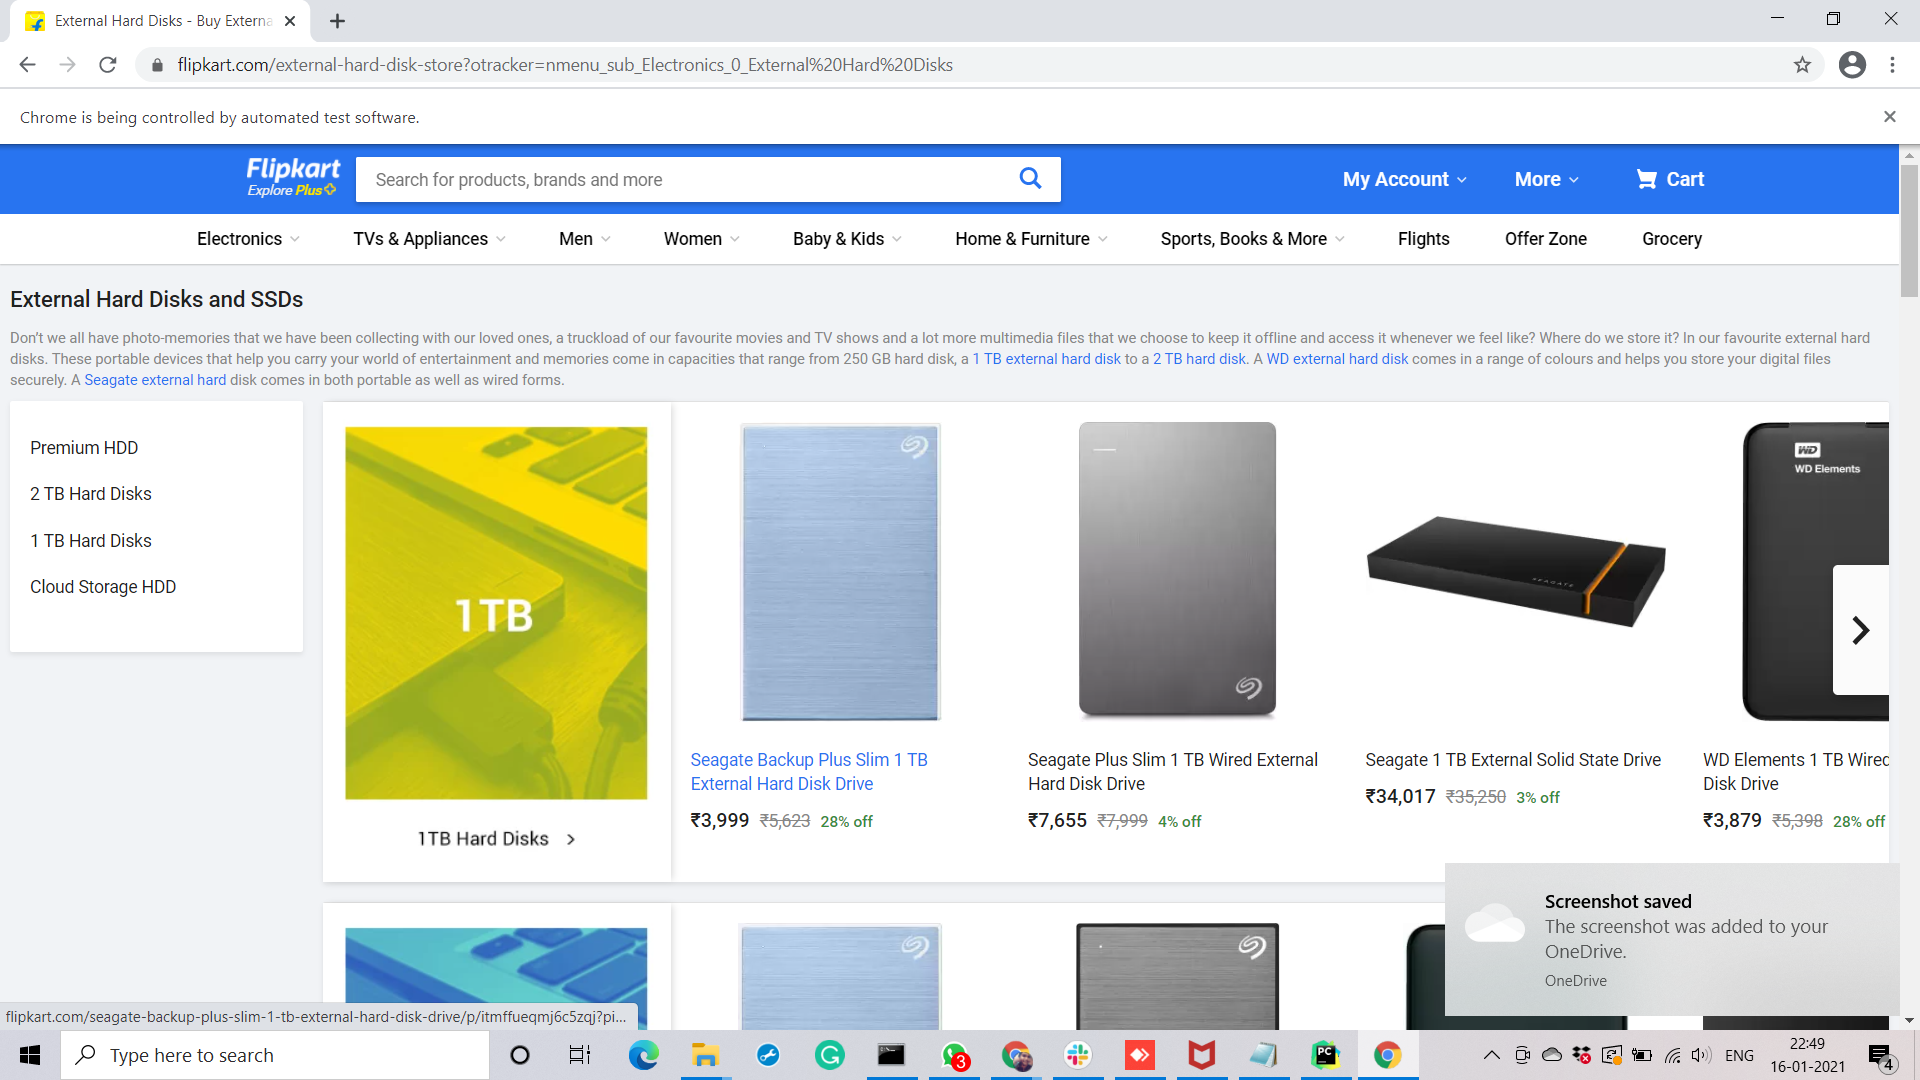 External Hard Disks - Buy Externa
flipkart.com/external-hard-disk-store?otracker=nmenu_sub_Electronics_0_External%20Hard%20Disks
Chrome is being controlled by automated test software.
Flipkart
Explore Plus
Search for products, brands and more
My Account
More
Cart
Electronics
TVs & Appliances
Men
Women
Baby & Kids
Home & Furniture
Sports, Books & More
Flights
Offer Zone
Grocery
External Hard Disks and SSDs
Don't we all have photo-memories that we have been collecting with our loved ones, a truckload of our favourite movies and TV shows and a lot more multimedia files that we choose to keep it offline and access it whenever we feel like? Where do we store it? In our favourite external hard
disks. These portable devices that help you carry your world of entertainment and memories come in capacities that range from 250 GB hard disk, a 1 TB external hard disk to a 2 TB hard disk. A WD external hard disk comes in a range of colours and helps you store your digital files
securely. A Seagate external hard disk comes in both portable as well as wired forms.
Premium HDD
2 TB Hard Disks
1 TB Hard Disks
Cloud Storage HDD
1TB
1TB Hard Disks
Seagate Backup Plus Slim 1 TB
External Hard Disk Drive
₹3,999 ₹5,623 28% off
Seagate Plus Slim 1 TB Wired External
Hard Disk Drive
₹7,655 ₹7,999 4% off
SEAGATE
Seagate 1 TB External Solid State Drive
₹34,017 ₹35,250 3% off
WD
WD Elements
WD Elements 1 TB Wired
Disk Drive
₹3,879 ₹5,398 28% off
Screenshot saved
The screenshot was added to your
OneDrive.
OneDrive
flipkart.com/seagate-backup-plus-slim-1-tb-external-hard-disk-drive/p/itmffueqmj6c5zqj?pi...
Type here to search
3
PC
ENG
22:49
16-01-2021
4